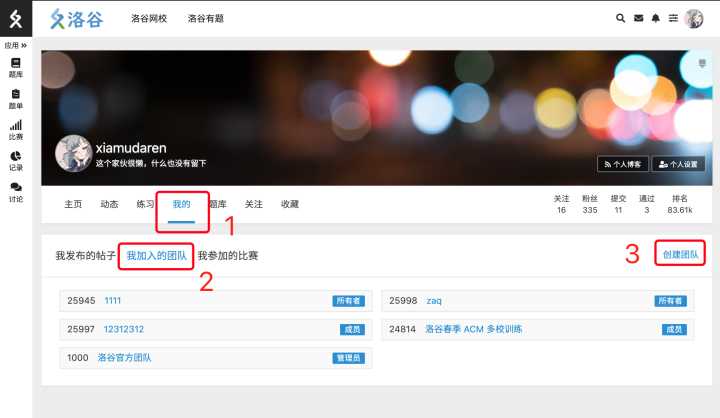 洛谷
洛谷网校
洛谷有题
应用
题库
题单
比赛
记录
讨论
xiamudaren
这个家伙很懒，什么也没有留下
个人博客
个人设置
主页
动态
练习
我的
题库
关注
收藏
关注
16
粉丝
335
提交
11
通过
3
排名
83.61k
1
我发布的帖子
我加入的团队
我参加的比赛
3
创建团队
2
25945 1111 所有者
25998 zaq 所有者
25997 12312312 成员
24814 洛谷春季 ACM 多校训练 成员
1000 洛谷官方团队 管理员